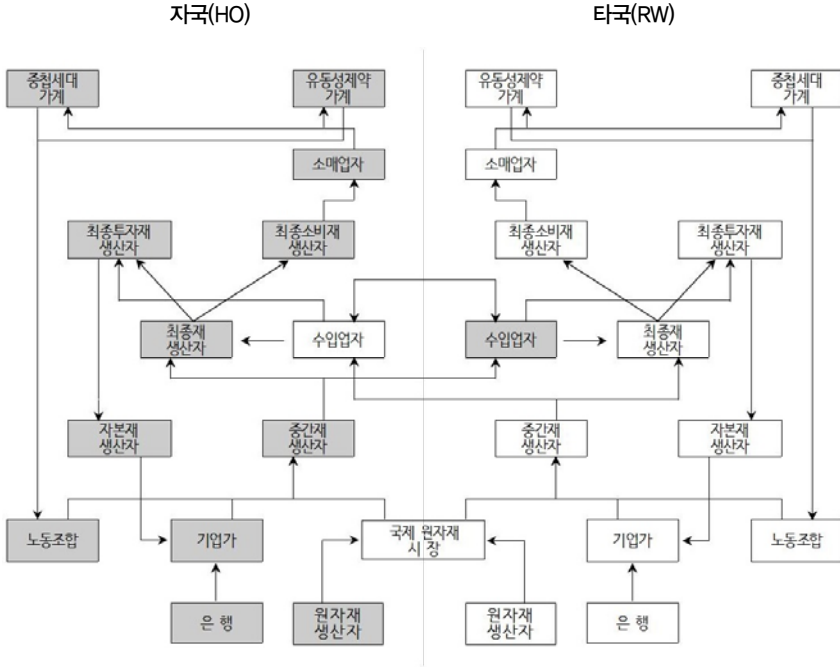 자국(HO) 타국(RW)
중첩세대
가계
유동성제약
가계
유동성제약
가계
중첩세대
가계
소매업자
소매업자
최종투자재
생산자
최종소비재
생산자
최종소비재
생산자
최종투자재
생산자
최종재
생산자
수입업자
수입업자
최종재
생산자
자본재
생산자
중간재
생산자
중간재
생산자
자본재
생산자
노동조합
기업가
국제 원자재
시 장
기업가
노동조합
은 행
원자재
생산자
원자재
생산자
은 행